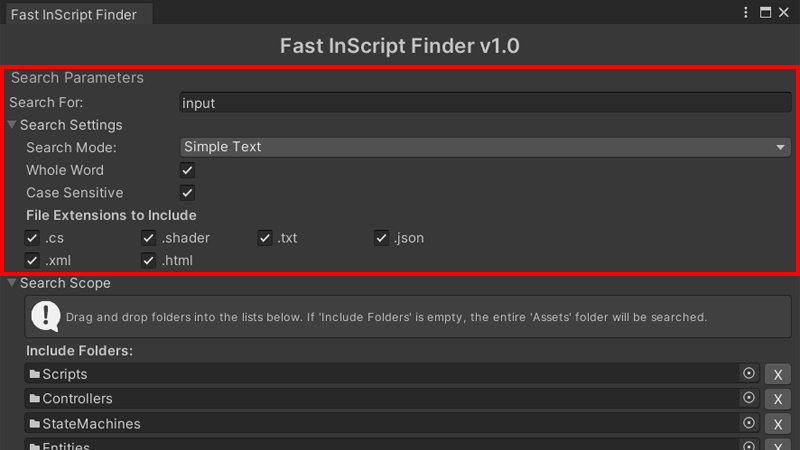 Fast InScript Finder
Fast InScript Finder v1.0
Search Parameters
Search For: input
Search Settings
Search Mode: Simple Text
Whole Word
Case Sensitive
File Extensions to Include
.cs .shader .txt .json
.xml .html
Search Scope
Drag and drop folders into the lists below. If 'Include Folders' is empty, the entire 'Assets' folder will be searched.
Include Folders:
Scripts X
Controllers X
StateMachines X
Entities